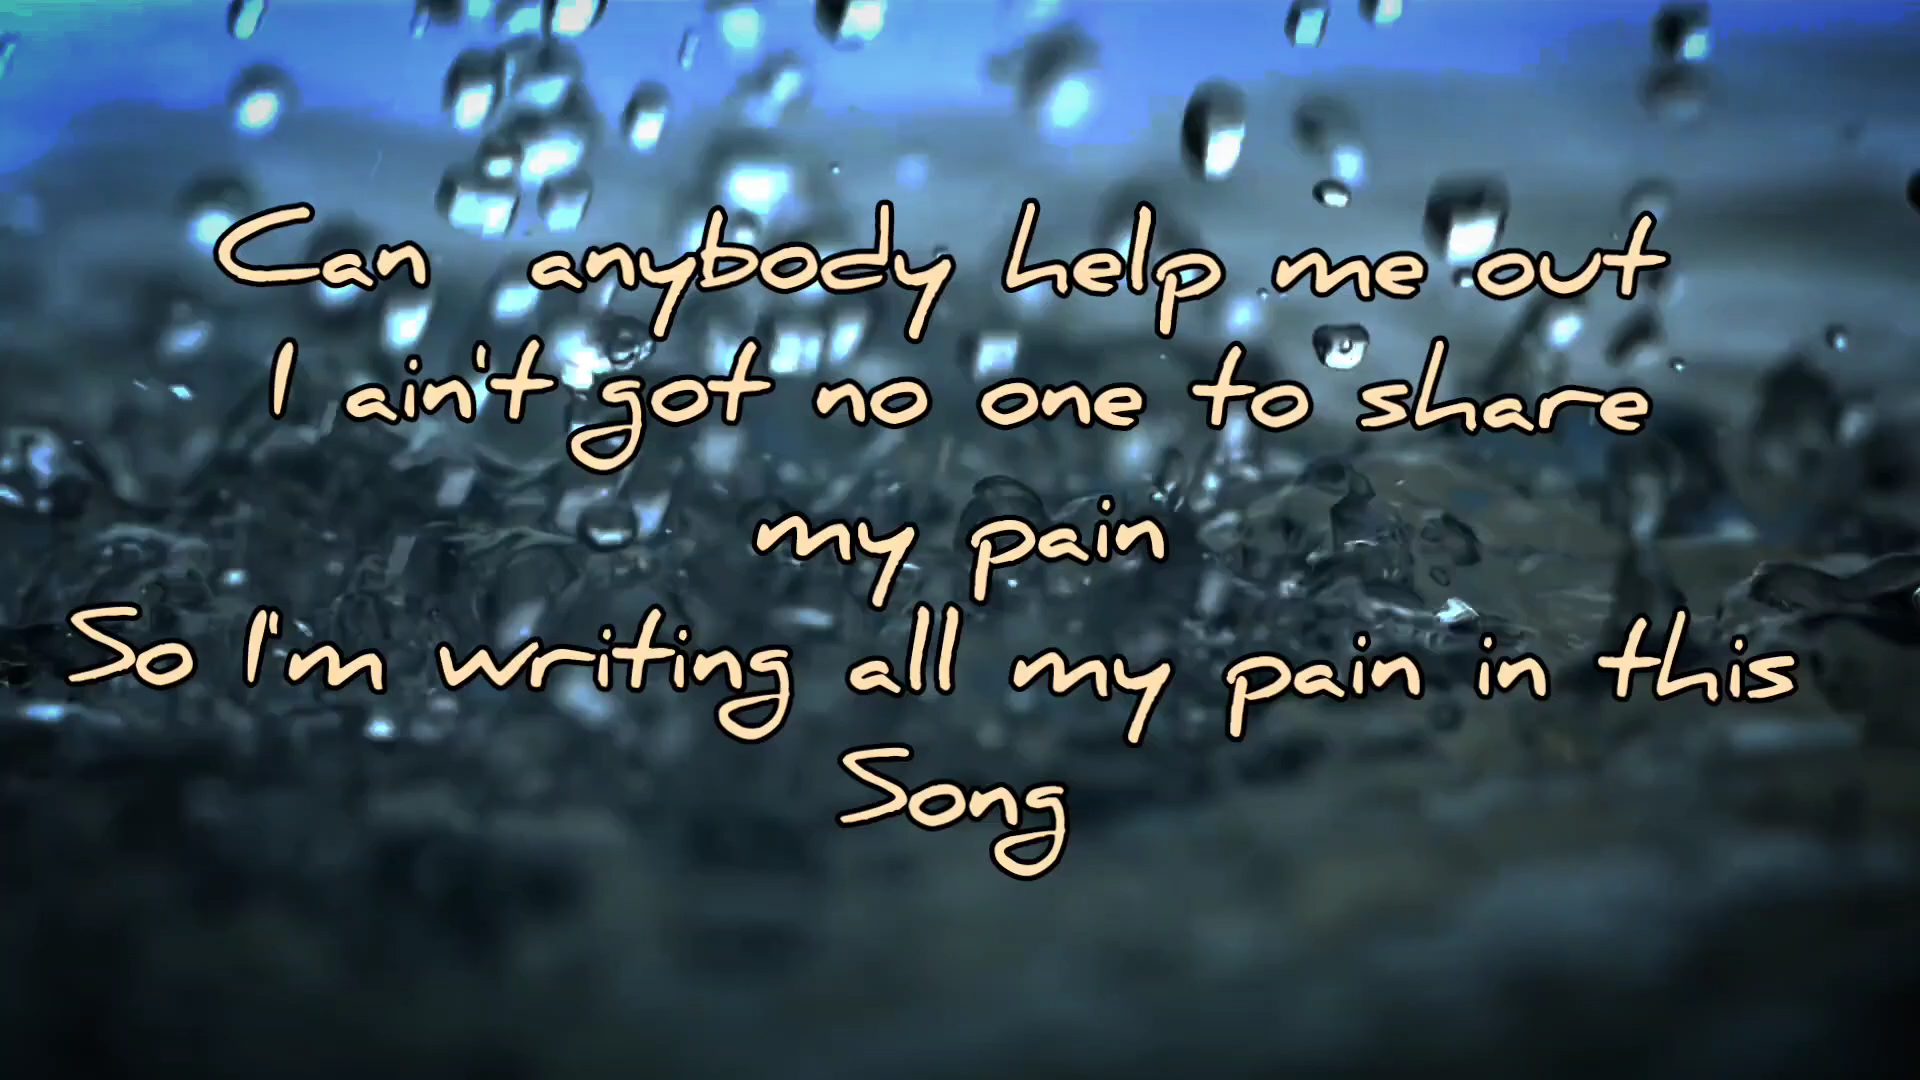 Can anybody help me out
I ain't got no one to share
my pain
So I'm writing all my pain in this
Song